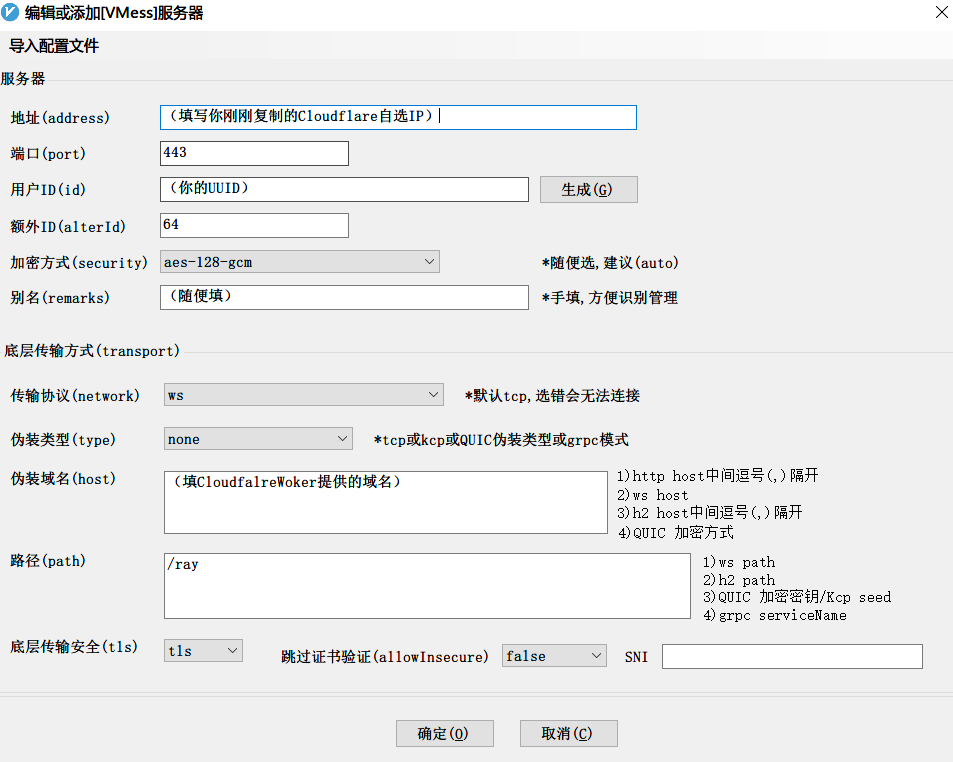 编辑或添加[VMess]服务器
导入配置文件
服务器
地址(address) （填写你刚刚复制的Cloudflare自选IP）
端口(port) 443
用户ID(id) （你的UUID） 生成(G)
额外ID(alterId) 64
加密方式(security) aes-128-gcm *随便选,建议(auto)
别名(remarks) （随便填） *手填,方便识别管理
底层传输方式(transport)
传输协议(network) ws *默认tcp,选错会无法连接
伪装类型(type) none *tcp或kcp或QUIC伪装类型或grpc模式
伪装域名(host) （填CloudfalreWoker提供的域名） 1)http host中间逗号(,)隔开
2)ws host
3)h2 host中间逗号(,)隔开
4)QUIC 加密方式
路径(path) /ray 1)ws path
2)h2 path
3)QUIC 加密密钥/Kcp seed
4)grpc serviceName
底层传输安全(tls) tls 跳过证书验证(allowInsecure) false SNI
确定(O) 取消(C)